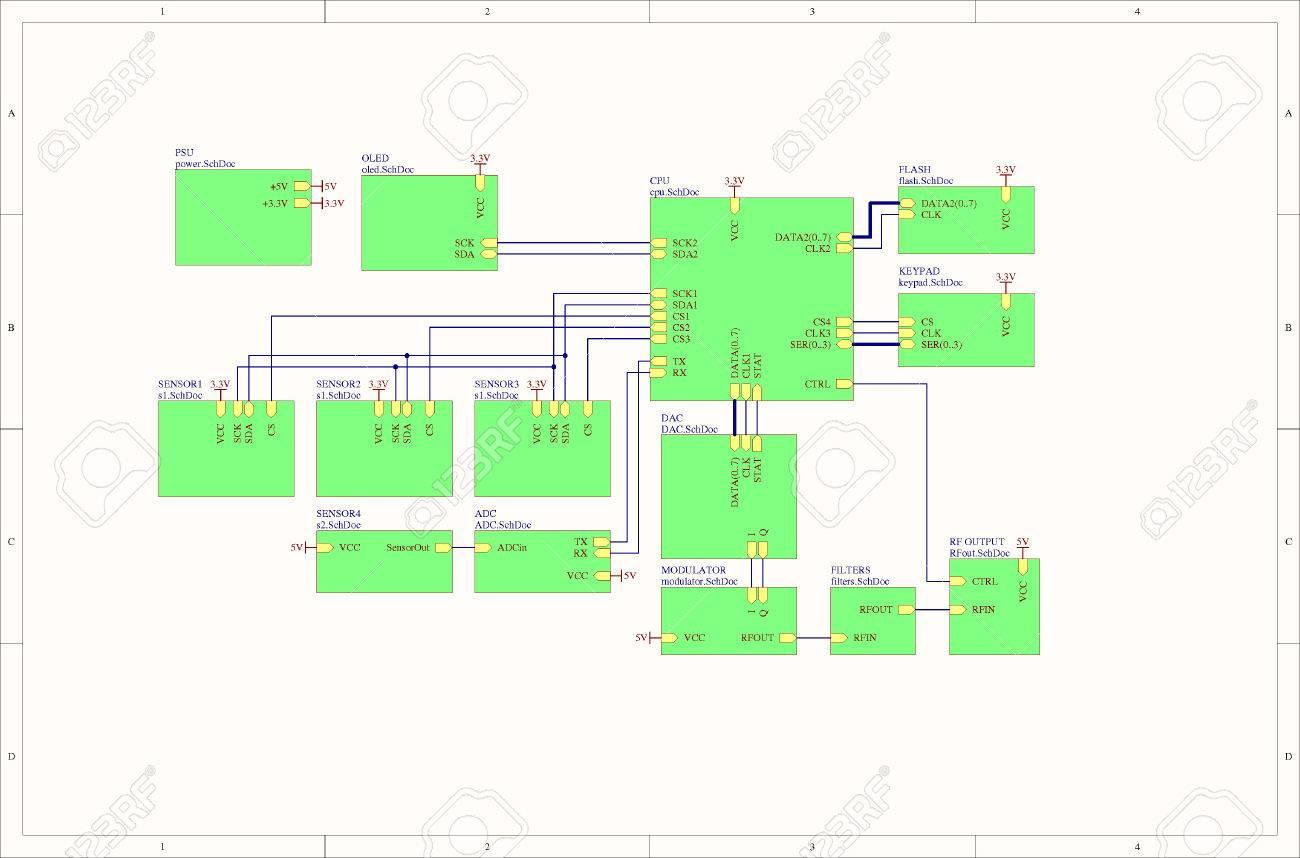 1 2 3 4
A A
B B
C C
D D
1 2 3 4
PSU
power.SchDoc
+5V 5V
+3.3V 3.3V
OLED
oled.SchDoc
3.3V
VCC
SCK
SDA
CPU
cpu.SchDoc
3.3V
VCC
SCK2
SDA2
SCK1
SDA1
CS1
CS2
CS3
TX
RX
DATA2(0..7)
CLK2
CS4
CLK3
SER(0..3)
CTRL
DATA(0..7)
CLK1
STAT
FLASH
flash.SchDoc
3.3V
DATA2(0..7)
CLK
VCC
KEYPAD
keypad.SchDoc
3.3V
CS
CLK
SER(0..3)
VCC
SENSOR1
s1.SchDoc
3.3V
VCC
SCK
SDA
CS
SENSOR2
s1.SchDoc
3.3V
VCC
SCK
SDA
CS
SENSOR3
s1.SchDoc
3.3V
VCC
SCK
SDA
CS
DAC
DAC.SchDoc
DATA(0..7)
CLK
STAT
I
Q
SENSOR4
s2.SchDoc
5V VCC SensorOut
ADC
ADC.SchDoc
ADCin
TX
RX
VCC 5V
MODULATOR
modulator.SchDoc
I
Q
5V VCC RFOUT
FILTERS
filters.SchDoc
RFOUT
RFIN
RF OUTPUT
RFout.SchDoc
5V
CTRL
VCC
RFIN
123RF
123RF
123RF
123RF
123RF
123RF